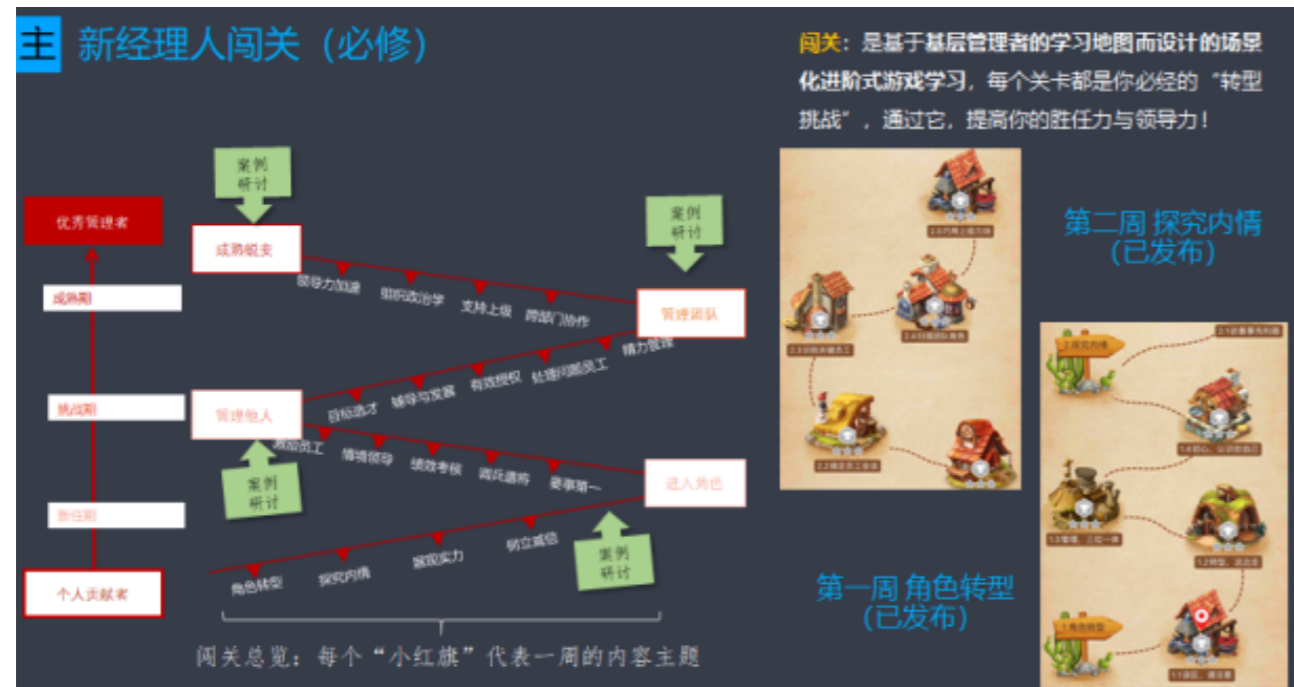 主 新经理人闯关（必修）
闯关：是基于基层管理者的学习地图而设计的场景
化进阶式游戏学习，每个关卡都是你必经的“转型
挑战”，通过它，提高你的胜任力与领导力！
案例
研讨
案例
研讨
优秀管理者
成熟蜕变
成熟期
领导力加速
组织政治学
支持上级
跨部门协作
管理团队
挑战期
管理他人
目标选才
辅导与发展
有效授权
处理问题员工
精力管理
激励员工
情境领导
绩效考核
调兵遣将
要事第一
进入角色
案例
研讨
新任期
个人贡献者
角色转型
探究内情
展现实力
树立威信
案例
研讨
闯关总览：每个“小红旗”代表一周的内容主题
第二周 探究内情
（已发布）
2.探究内情
第一周 角色转型
（已发布）
1.角色转型